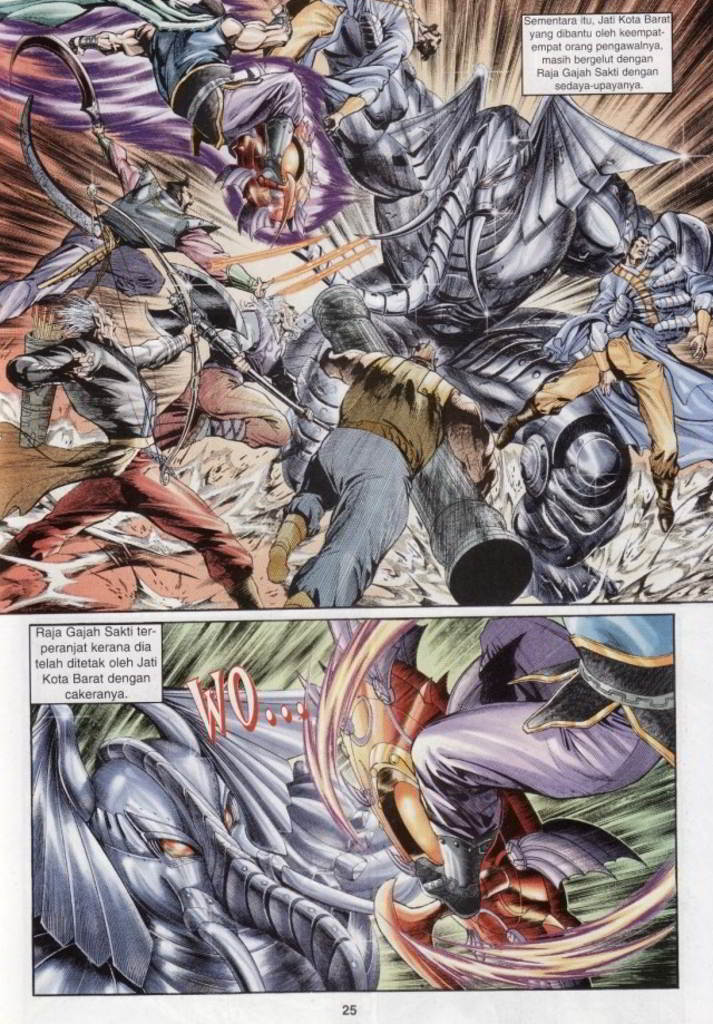 Sementara itu, Jati Kota Barat
yang dibantu oleh keempat-
empat orang pengawalnya,
masih bergelut dengan
Raja Gajah Sakti dengan
sedaya-upayanya.
Raja Gajah Sakti ter-
peranjat kerana dia
telah ditetak oleh Jati
Kota Barat dengan
cakeranya.
WO...
25